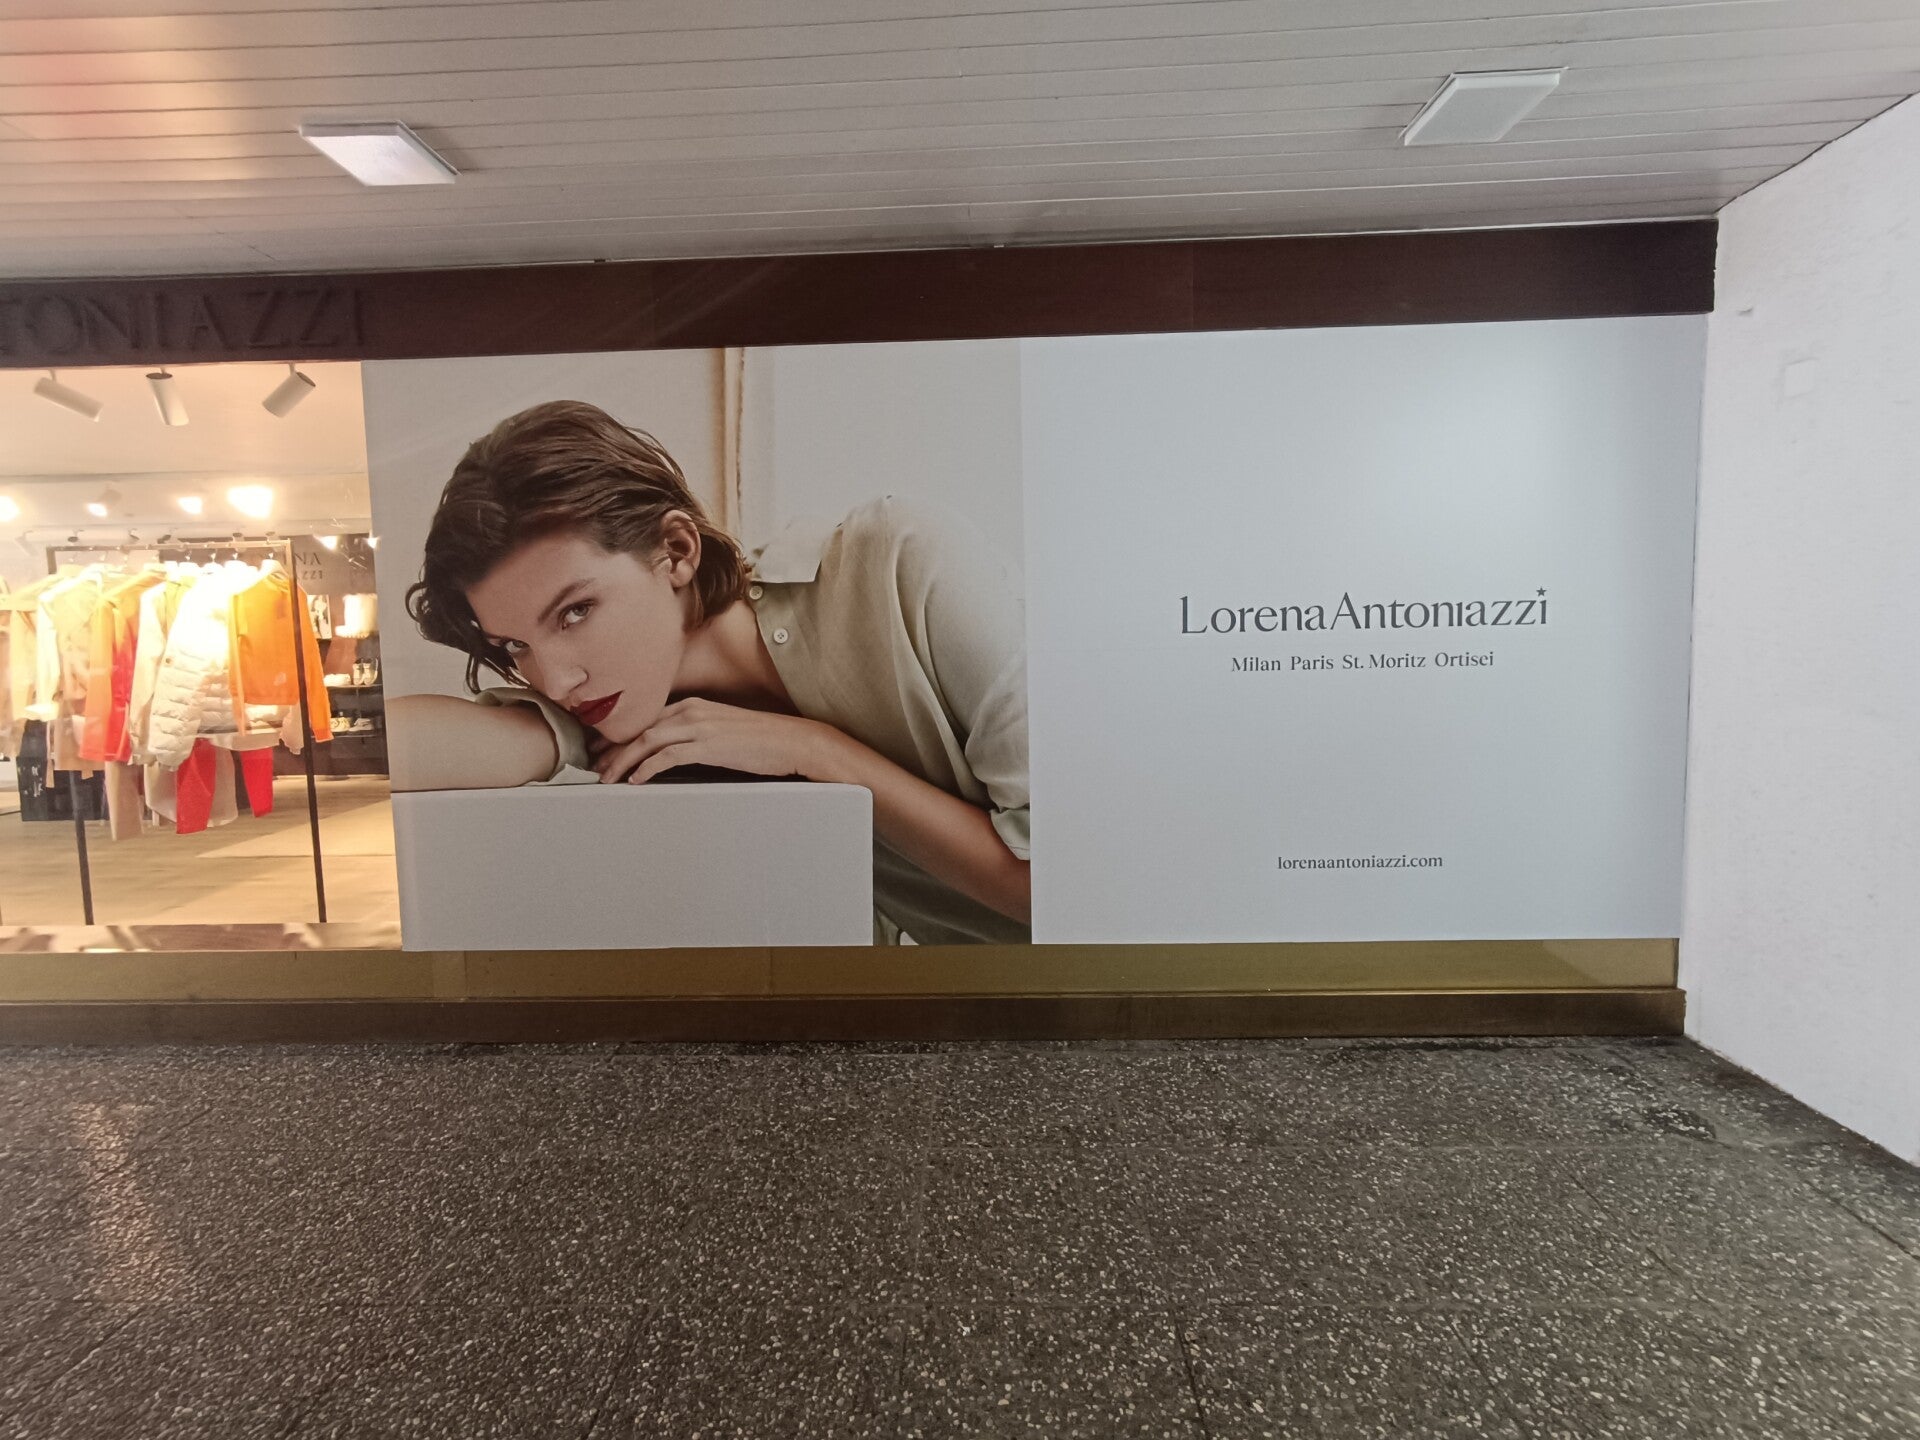 TONIAZZI
LorenaAntoniazzi
Milan Paris St. Moritz Ortisei
lorenaantoniazzi.com